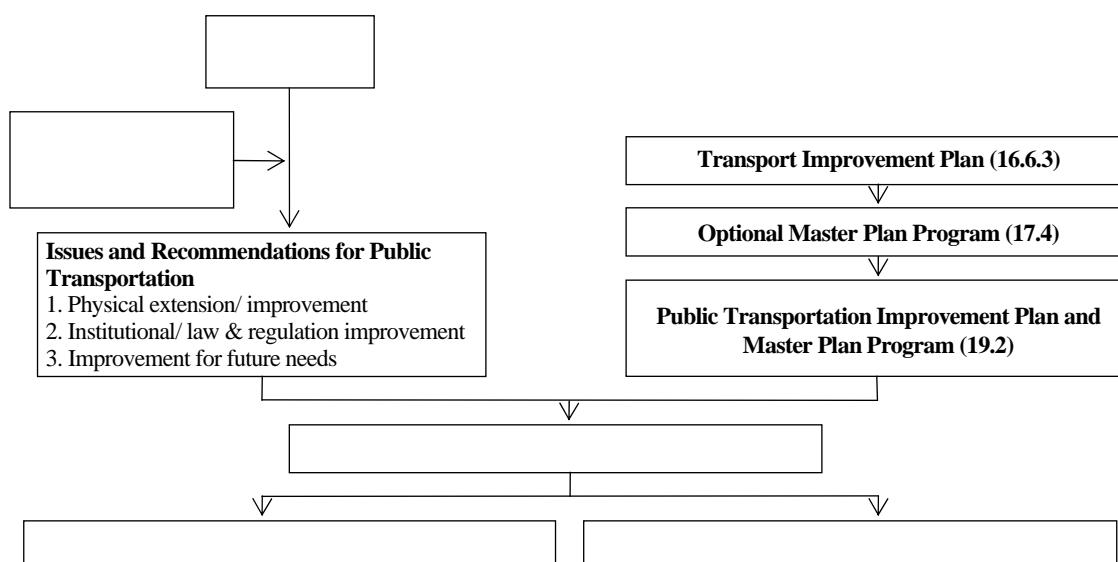 Transport Improvement Plan (16.6.3)
Optional Master Plan Program (17.4)
Issues and Recommendations for Public
Transportation
1. Physical extension/ improvement
2. Institutional/ law & regulation improvement
3. Improvement for future needs
Public Transportation Improvement Plan and
Master Plan Program (19.2)